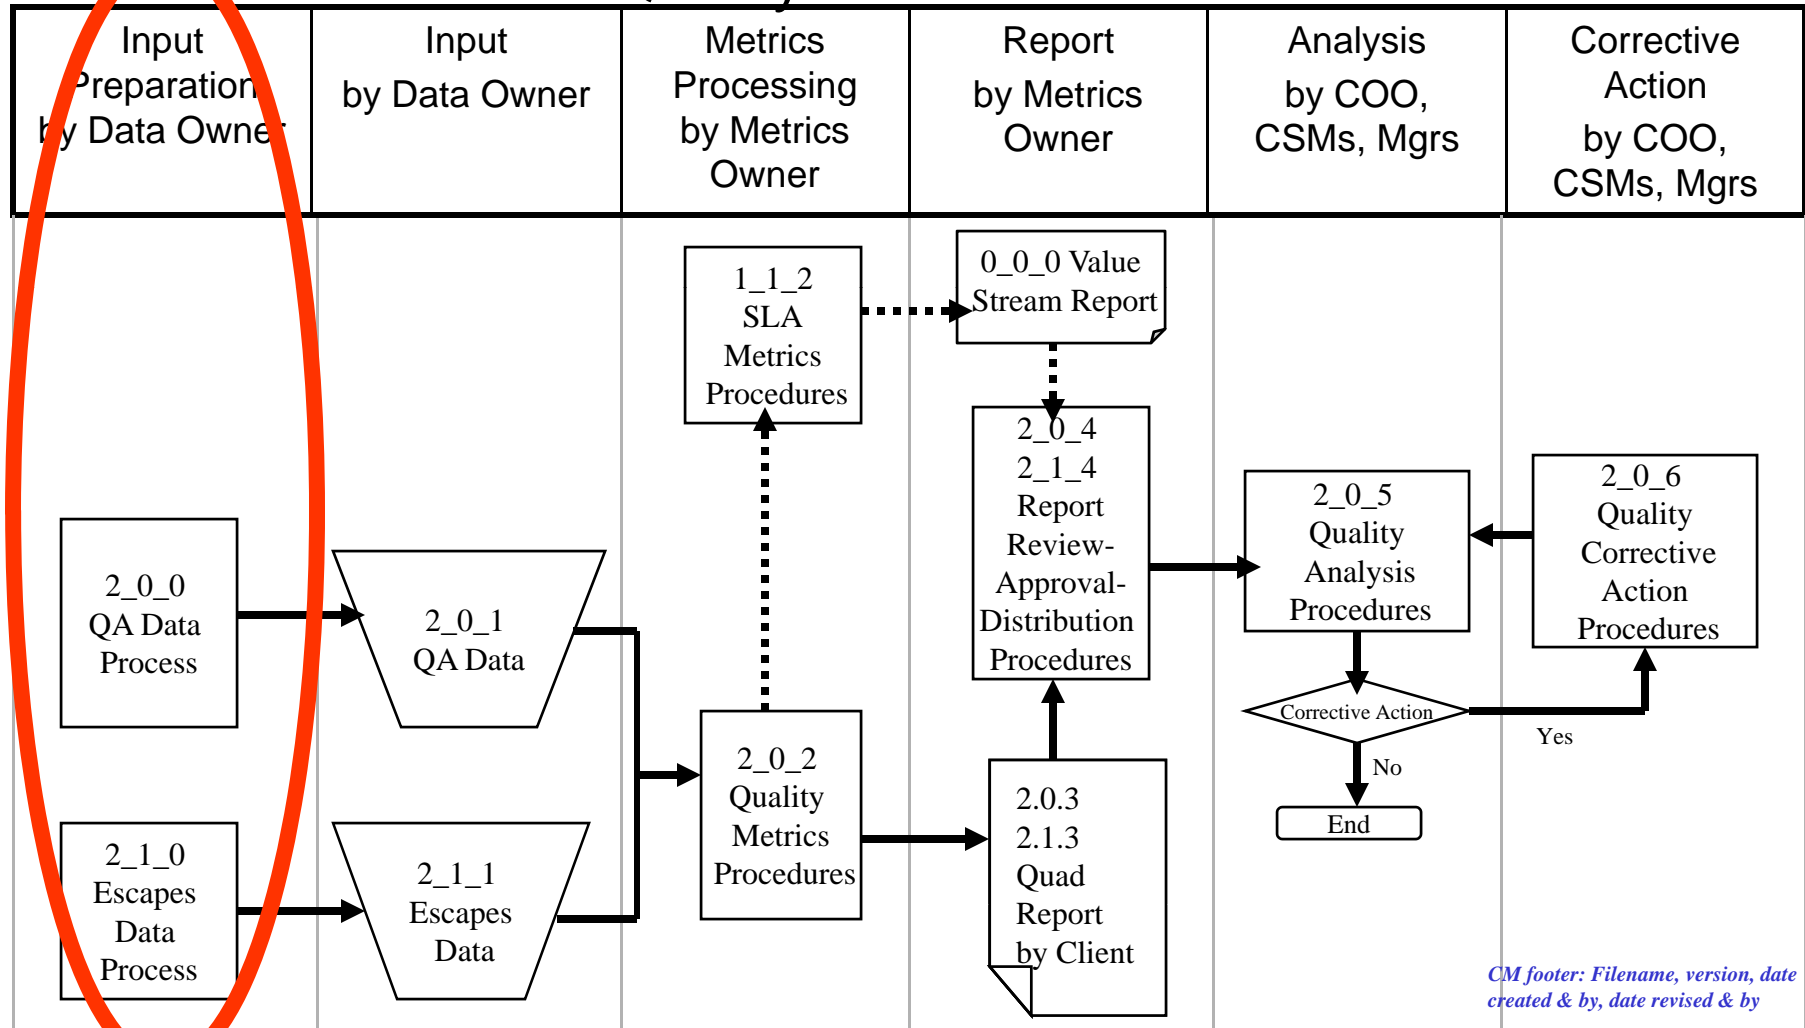 Input
Preparation
by Data Owner
Input
by Data Owner
Metrics
Processing
by Metrics
Owner
Report
by Metrics
Owner
Analysis
by COO,
CSMs, Mgrs
Corrective
Action
by COO,
CSMs, Mgrs
1_1_2
SLA
Metrics
Procedures
0_0_0 Value
Stream Report
2_0_4
2_1_4
Report
Review-
Approval-
Distribution
Procedures
2_0_5
Quality
Analysis
Procedures
2_0_6
Quality
Corrective
Action
Procedures
2_0_0
QA Data
Process
2_0_1
QA Data
Corrective Action
Yes
No
End
2_0_2
Quality
Metrics
Procedures
2.0.3
2.1.3
Quad
Report
by Client
2_1_0
Escapes
Data
Process
2_1_1
Escapes
Data
CM footer: Filename, version, date
created & by, date revised & by